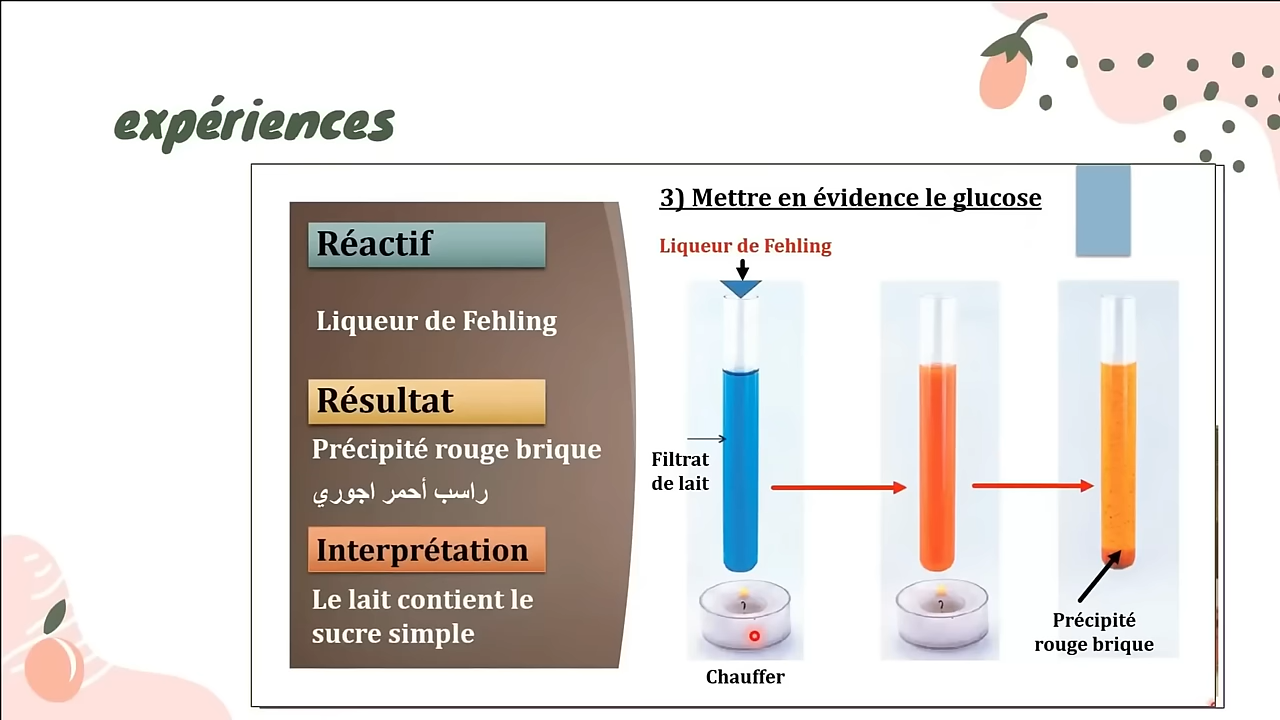 expériences
Réactif
Liqueur de Fehling
Résultat
Précipité rouge brique
راسب أحمر اجوري
Interprétation
Le lait contient le
sucre simple
3) Mettre en évidence le glucose
Liqueur de Fehling
Filtrat
de lait
Chauffer
Précipité
rouge brique